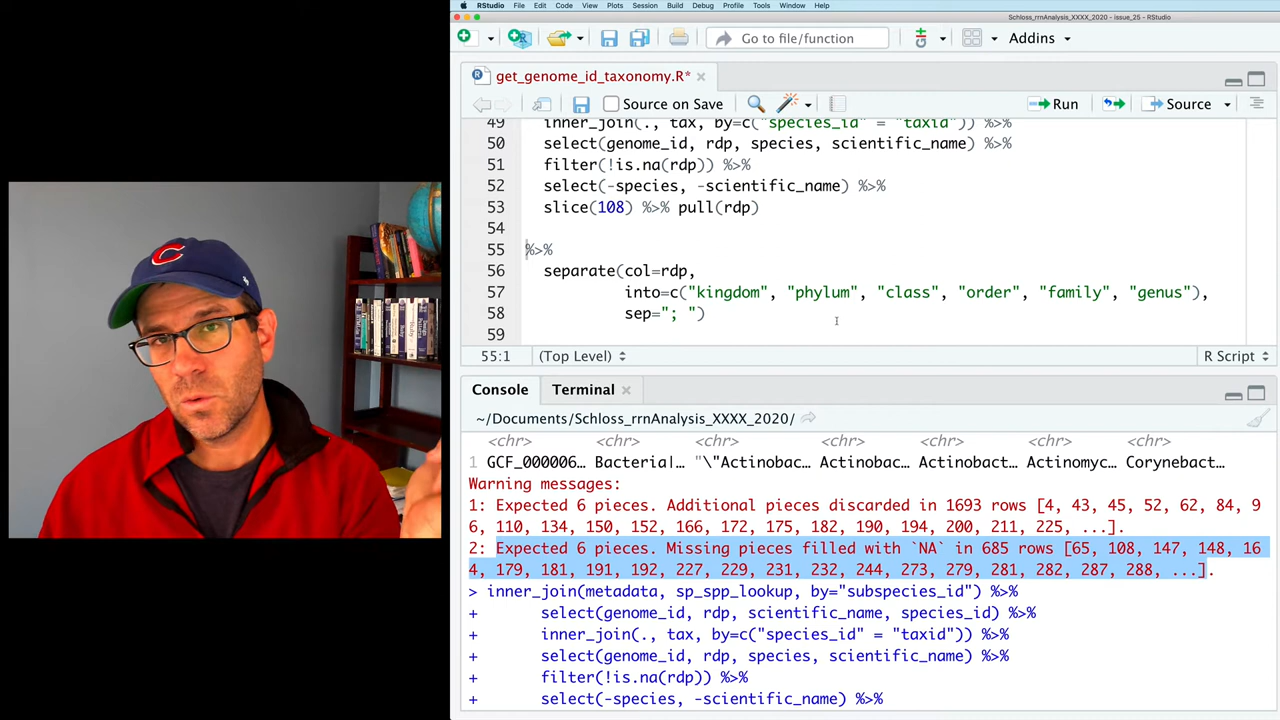 RStudio File Edit Code View Plots Session Build Debug Profile Tools Window Help
Schloss_rrnAnalysis_XXXX_2020 - issue_25 - RStudio
Go to file/function
Addins
get_genome_id_taxonomy.R*
Source on Save
Run
Source
49 inner_join(., tax, by=c("species_id" = "taxid")) %>%
50 select(genome_id, rdp, species, scientific_name) %>%
51 filter(!is.na(rdp)) %>%
52 select(-species, -scientific_name) %>%
53 slice(108) %>% pull(rdp)
54
55 %>%
56 separate(col=rdp,
57 into=c("kingdom", "phylum", "class", "order", "family", "genus"),
58 sep="; ")
59
55:1 (Top Level) R Script
Console Terminal
~/Documents/Schloss_rrnAnalysis_XXXX_2020/
<chr> <chr> <chr> <chr> <chr> <chr> <chr>
1 GCF_000006… Bacteria|… "\"Actinobac… Actinobac… Actinobact… Actinomyc… Corynebact…
Warning messages:
1: Expected 6 pieces. Additional pieces discarded in 1693 rows [4, 43, 45, 52, 62, 84, 9
6, 110, 134, 150, 152, 166, 172, 175, 182, 190, 194, 200, 211, 225, ...].
2: Expected 6 pieces. Missing pieces filled with `NA` in 685 rows [65, 108, 147, 148, 16
4, 179, 181, 191, 192, 227, 229, 231, 232, 244, 273, 279, 281, 282, 287, 288, ...].
> inner_join(metadata, sp_spp_lookup, by="subspecies_id") %>%
+ select(genome_id, rdp, scientific_name, species_id) %>%
+ inner_join(., tax, by=c("species_id" = "taxid")) %>%
+ select(genome_id, rdp, species, scientific_name) %>%
+ filter(!is.na(rdp)) %>%
+ select(-species, -scientific_name) %>%